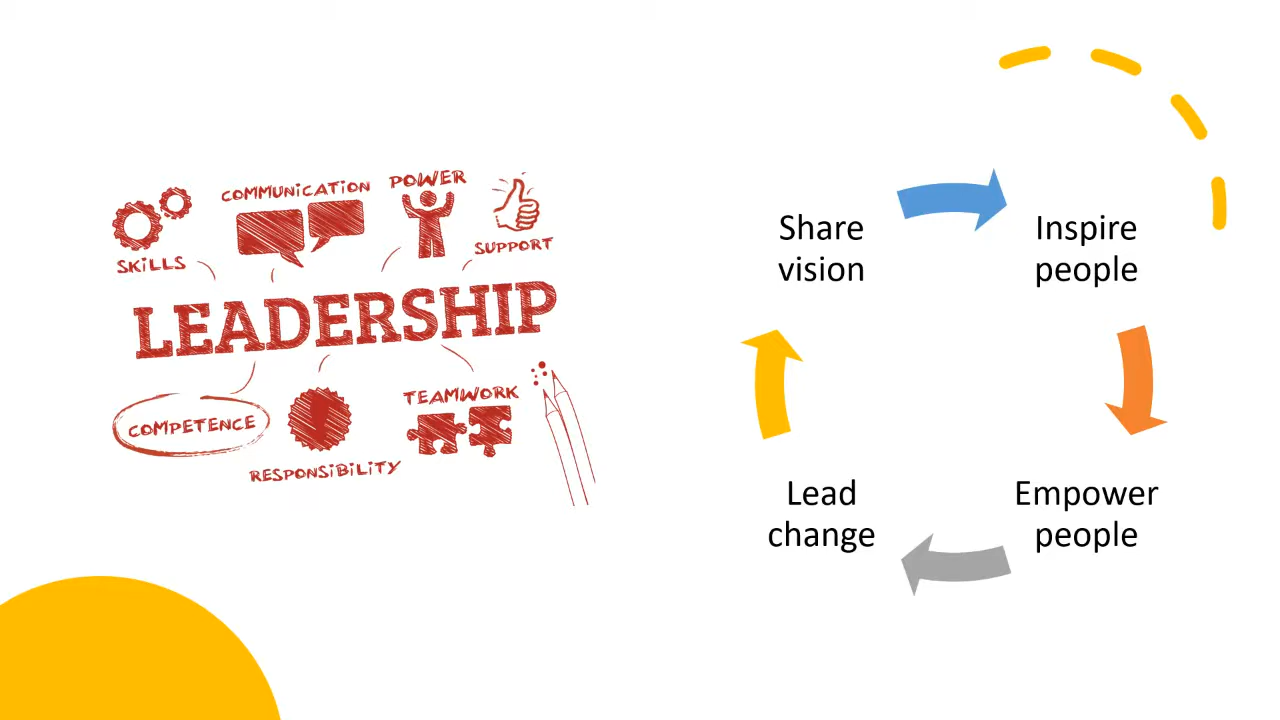 COMMUNICATION
POWER
SKILLS
SUPPORT
LEADERSHIP
COMPETENCE
TEAMWORK
RESPONSIBILITY
Share
vision
Inspire
people
Empower
people
Lead
change